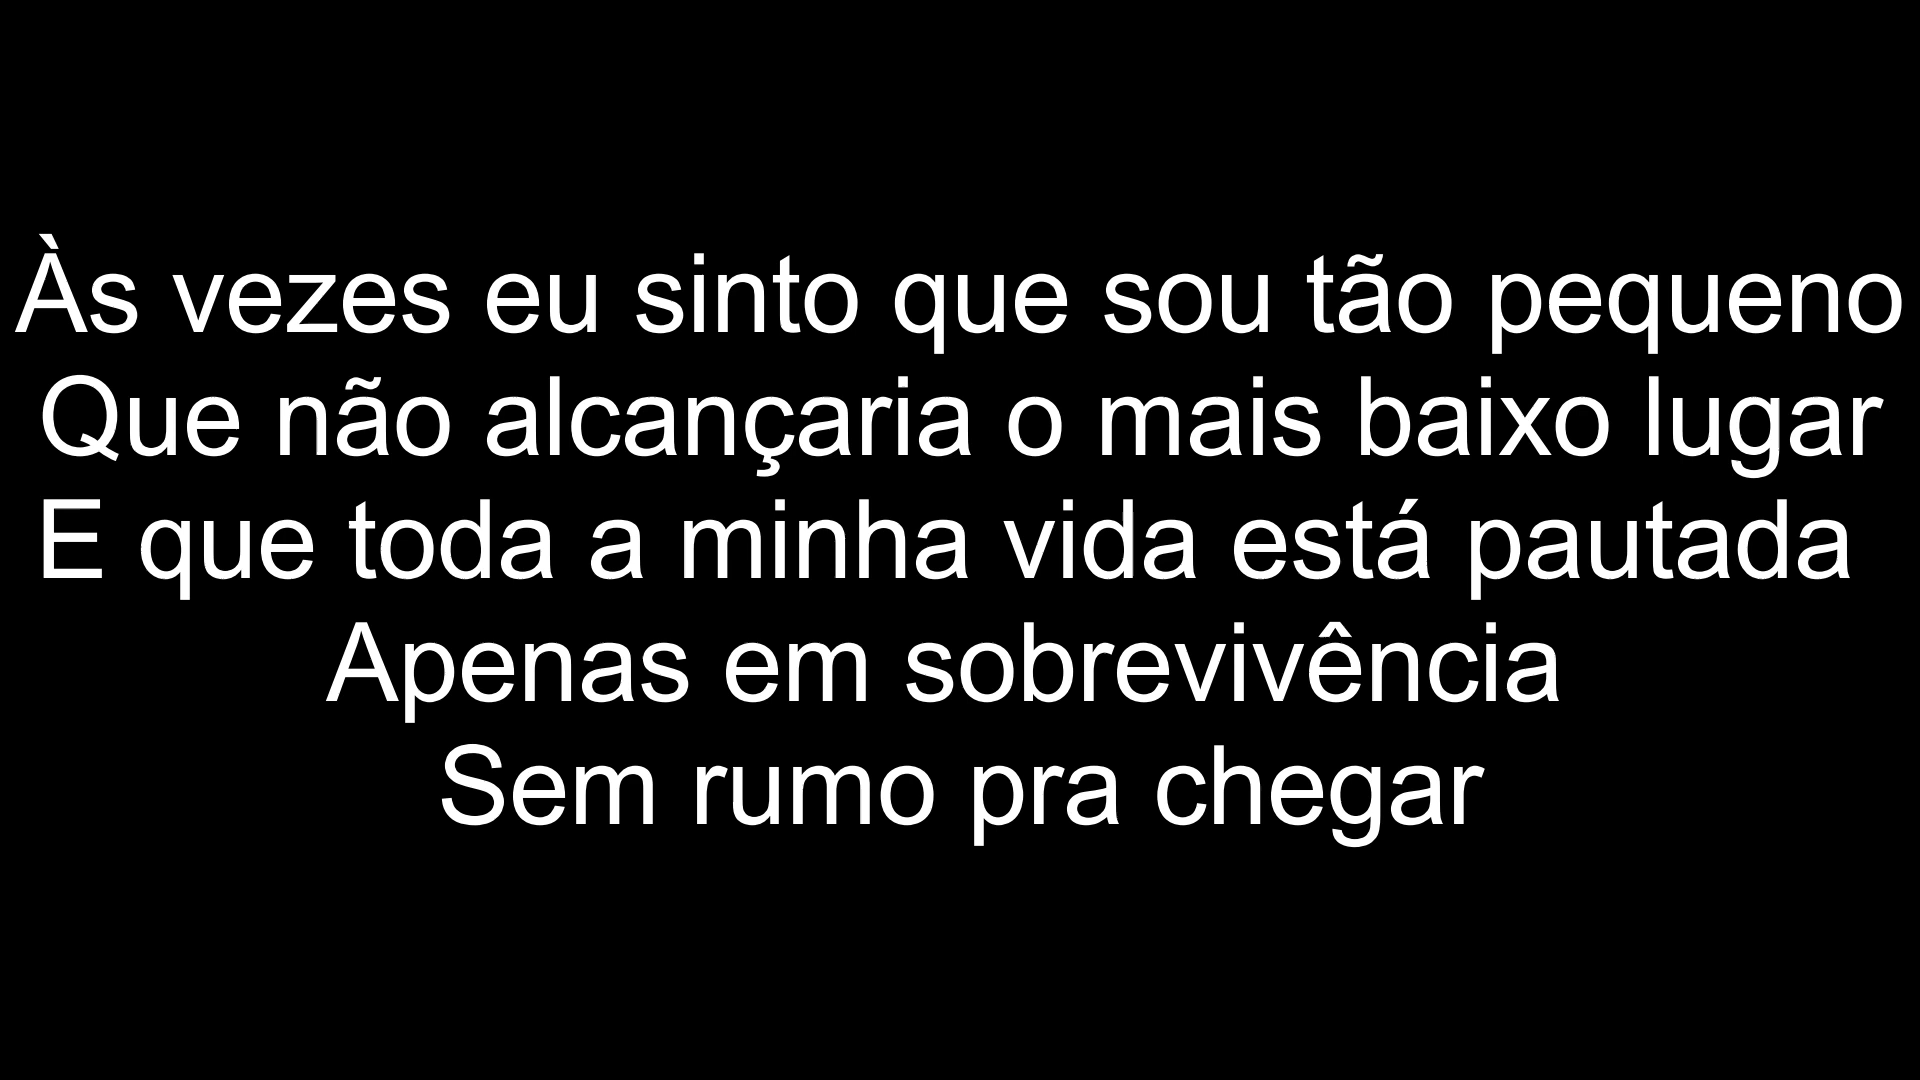 Às vezes eu sinto que sou tão pequeno
Que não alcançaria o mais baixo lugar
E que toda a minha vida está pautada
Apenas em sobrevivência
Sem rumo pra chegar